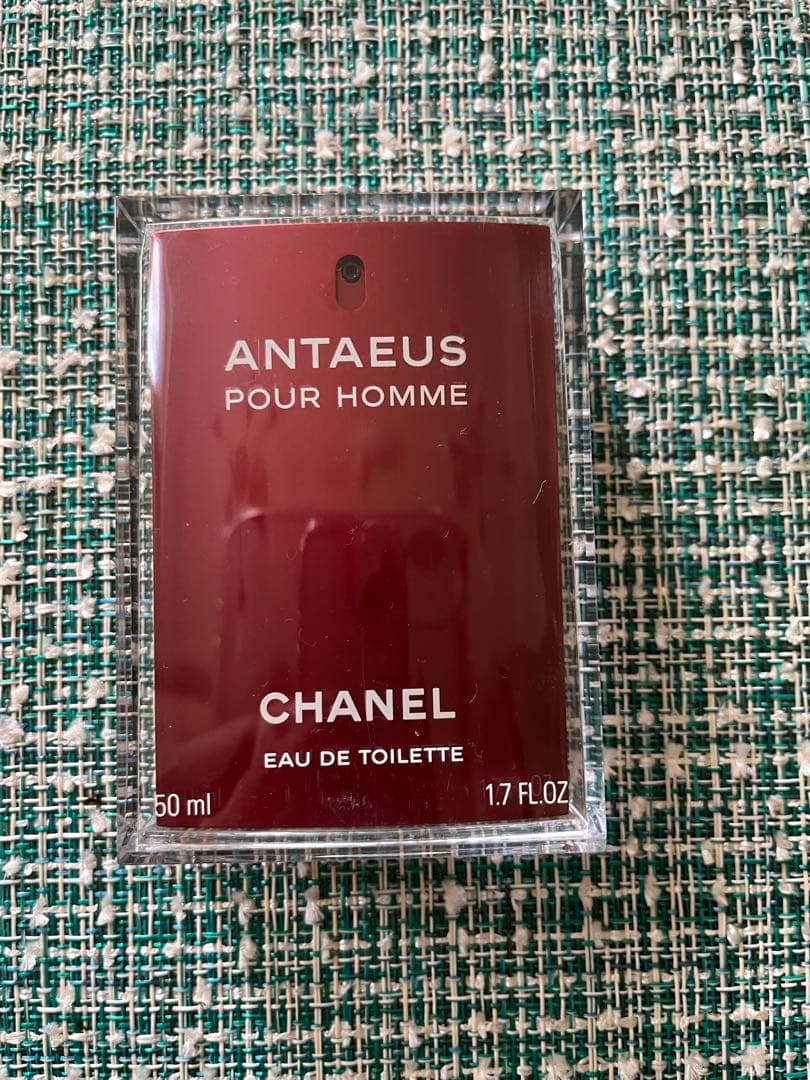 ANTAEUS
POUR HOMME
CHANEL
EAU DE TOILETTE
50 ml 1.7 FL.OZ.